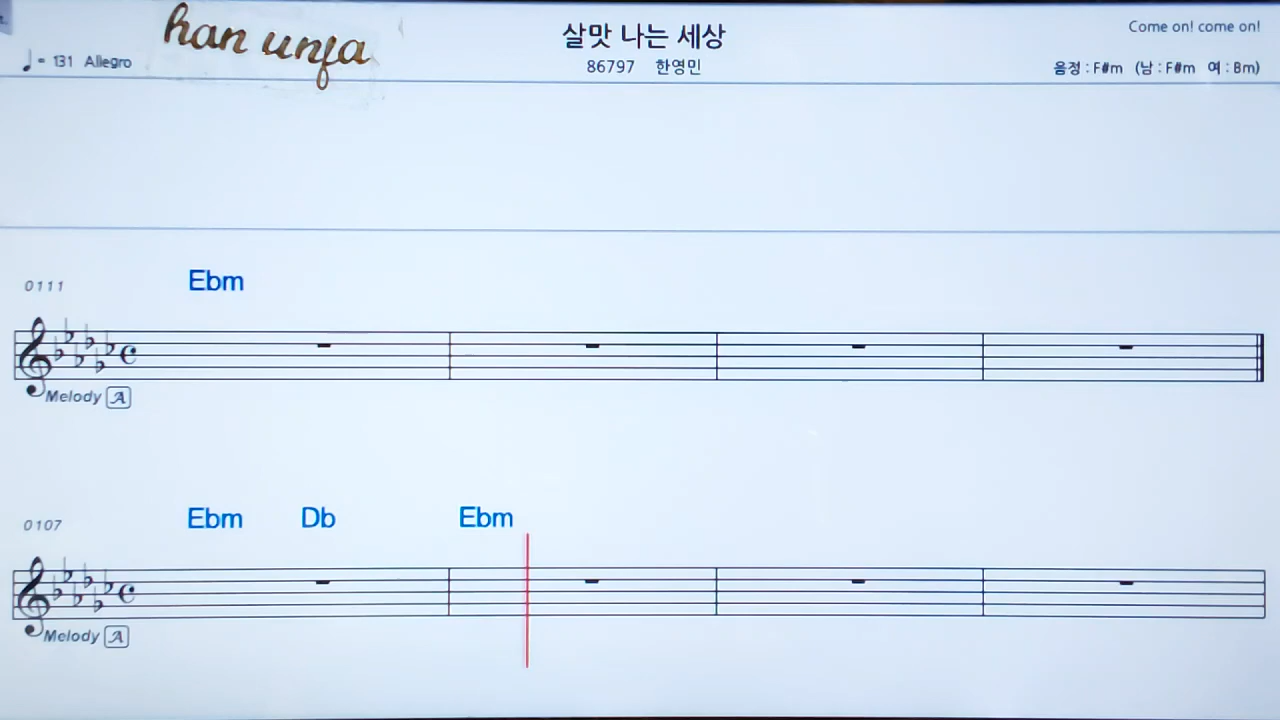 han unja
살맛 나는 세상
Come on! come on!
♩ = 131 Allegro
86797 한영민
음정 : F#m (남 : F#m 여 : Bm)
0111
Ebm
Melody A
0107
Ebm Db Ebm
Melody A